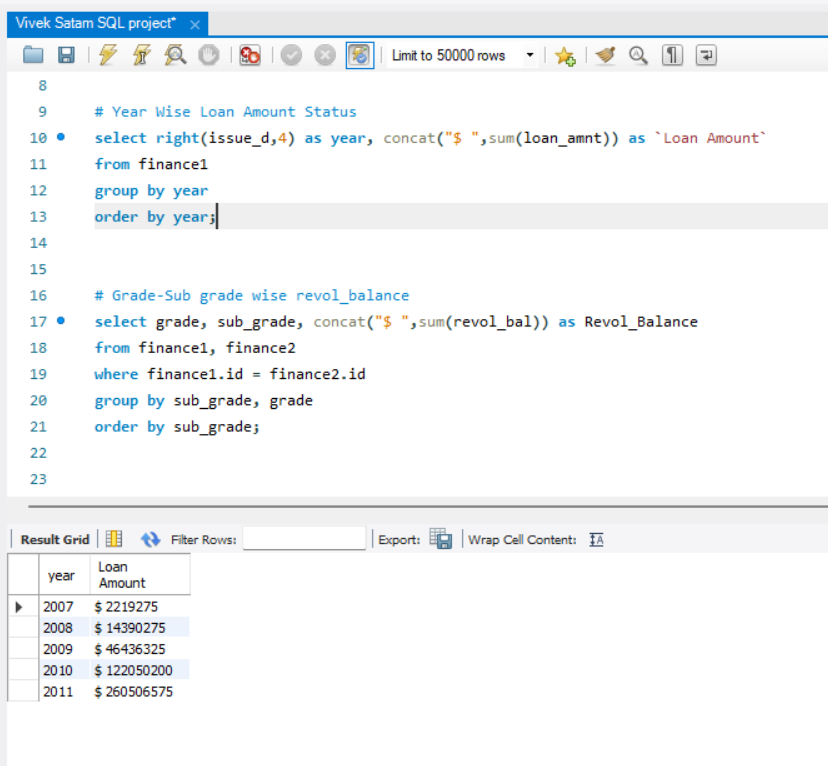 Vivek Satam SQL project* ×
Limit to 50000 rows
8
9 # Year Wise Loan Amount Status
10 select right(issue_d,4) as year, concat("$ ",sum(loan_amnt)) as `Loan Amount`
11 from finance1
12 group by year
13 order by year;
14
15
16 # Grade-Sub grade wise revol_balance
17 select grade, sub_grade, concat("$ ",sum(revol_bal)) as Revol_Balance
18 from finance1, finance2
19 where finance1.id = finance2.id
20 group by sub_grade, grade
21 order by sub_grade;
22
23
Result Grid Filter Rows: Export: Wrap Cell Content: IA
year Loan
Amount
2007 $ 2219275
2008 $ 14390275
2009 $ 46436325
2010 $ 122050200
2011 $ 260506575